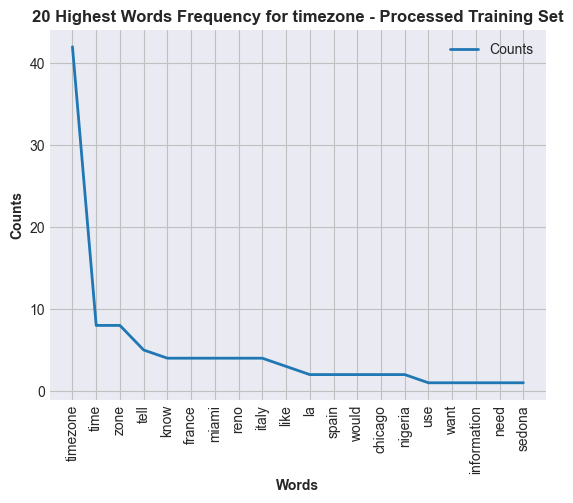 20 Highest Words Frequency for timezone - Processed Training Set
Counts
40
30
20
10
0
Counts
timezone
time
zone
tell
know
france
miami
reno
italy
like
la
spain
would
chicago
nigeria
use
want
information
need
sedona
Words